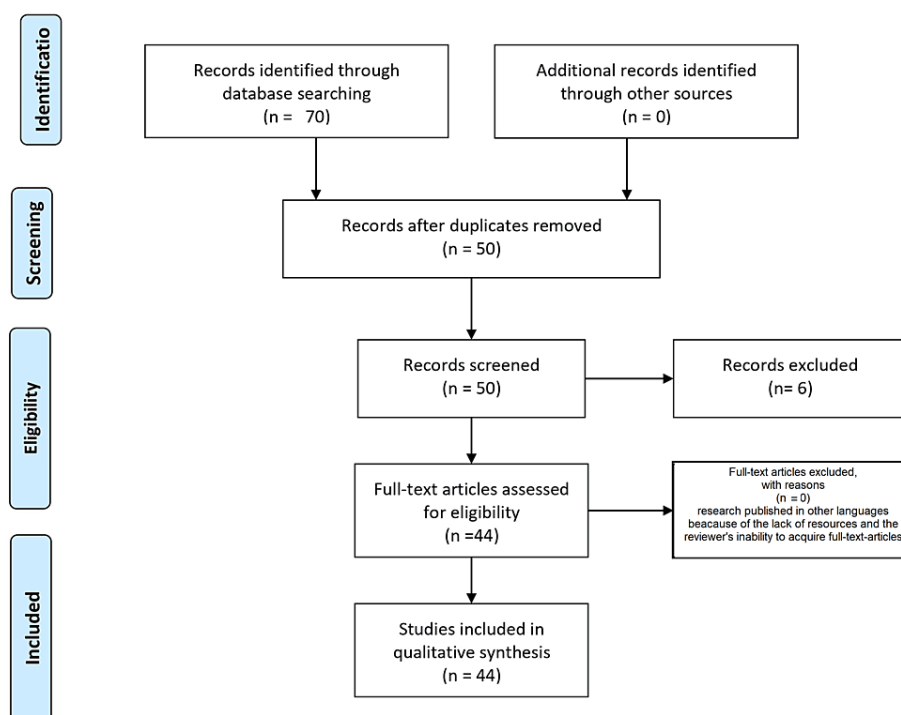 Identificatio
Records identified through
database searching
(n = 70)
Additional records identified
through other sources
(n = 0)
Screening
Records after duplicates removed
(n = 50)
Eligibility
Records screened
(n = 50)
Records excluded
(n= 6)
Full-text articles assessed
for eligibility
(n =44)
Full-text articles excluded,
with reasons
(n = 0)
research published in other languages
beacause of the lack of resources and the
reviewer's inability to acquire full-text-articles
Included
Studies included in
qualitative synthesis
(n = 44)